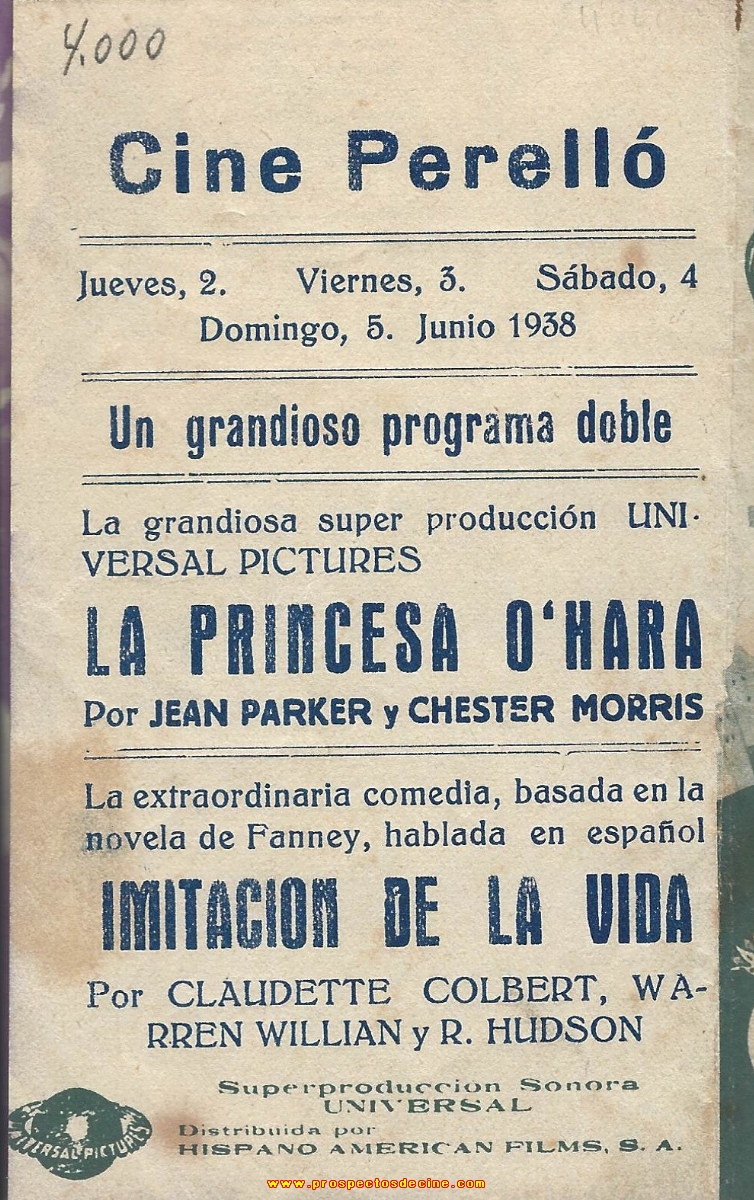 4.000
Cine Perelló
Jueves, 2. Viernes, 3. Sábado, 4
Domingo, 5. Junio 1938
Un grandioso programa doble
La grandiosa super producción UNI-
VERSAL PICTURES
LA PRINCESA O'HARA
Por JEAN PARKER y CHESTER MORRIS
La extraordinaria comedia, basada en la
novela de Fanney, hablada en español
IMITACION DE LA VIDA
Por CLAUDETTE COLBERT, WA-
RREN WILLIAN y R. HUDSON
Superproduccion Sonora
UNIVERSAL
Distribuida por
HISPANO AMERICAN FILMS, S. A.
UNIVERSAL PICTURES
www.prospectosdecine.com